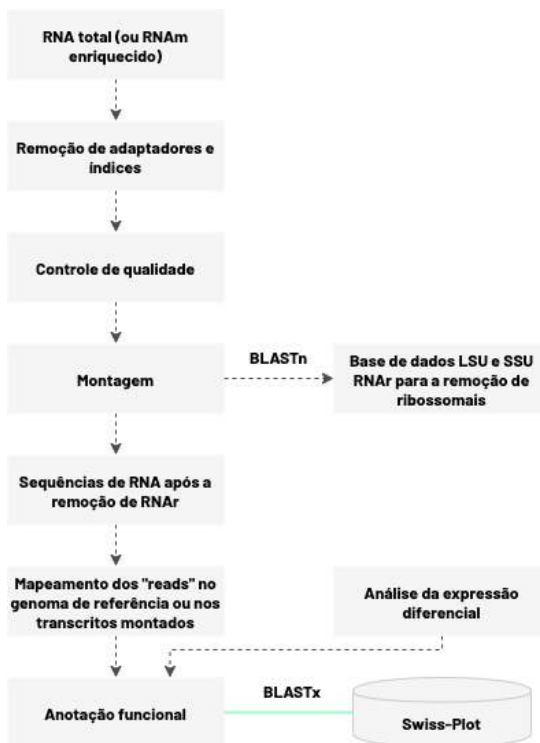 RNA total (ou RNAm
enriquecido)
Remoção de adaptadores e
índices
Controle de qualidade
Montagem
BLASTn
Base de dados LSU e SSU
RNAr para a remoção de
ribossomais
Sequências de RNA após a
remoção de RNAr
Mapeamento dos "reads" no
genoma de referência ou nos
transcritos montados
Análise da expressão
diferencial
Anotação funcional
BLASTx
Swiss-Plot